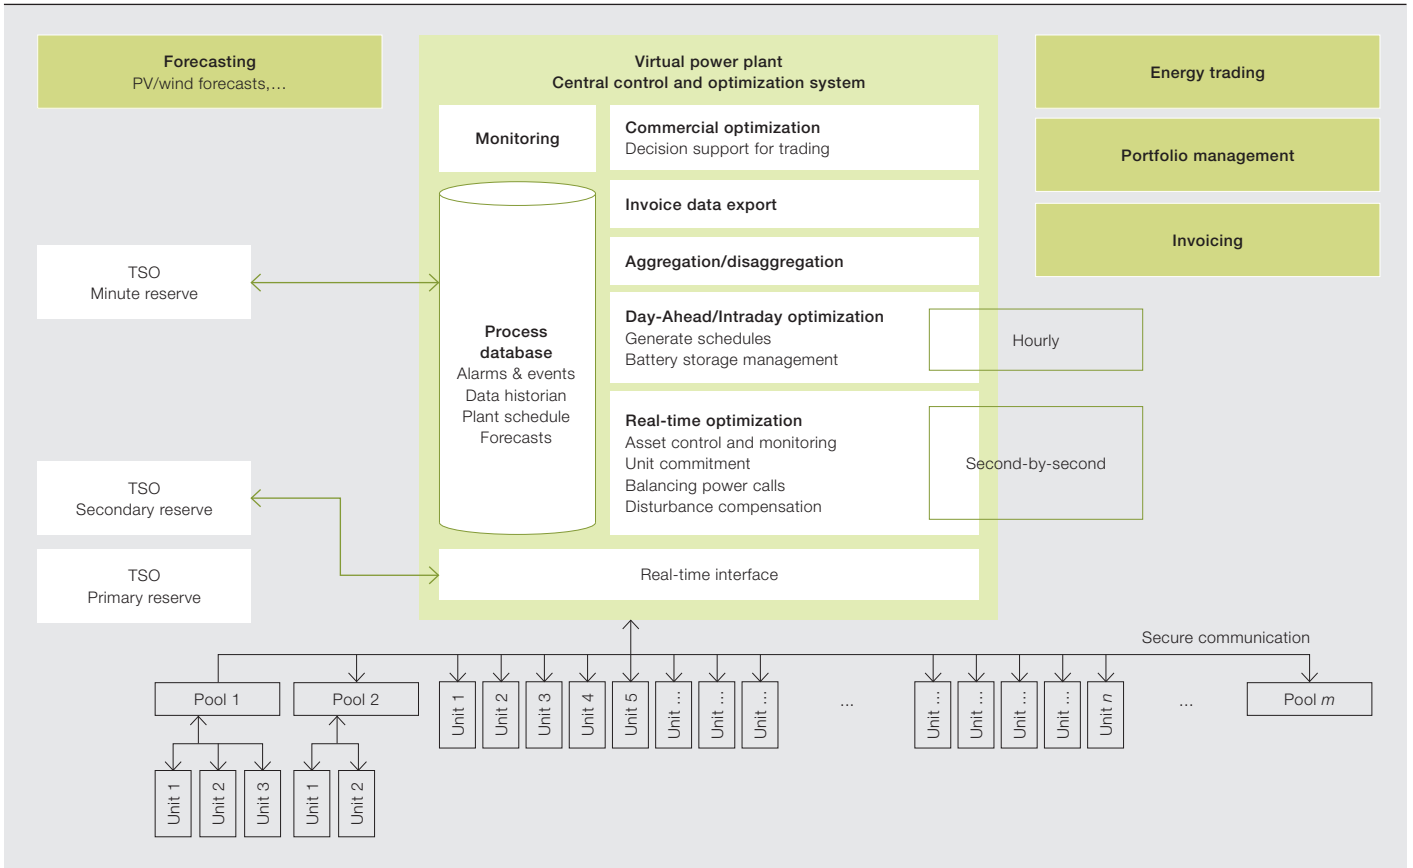 Forecasting
PV/wind forecasts,...
Virtual power plant
Central control and optimization system
Energy trading
Portfolio management
Invoicing
Monitoring
Commercial optimization
Decision support for trading
Invoice data export
Aggregation/disaggregation
Day-Ahead/Intraday optimization
Generate schedules
Battery storage management
Hourly
Real-time optimization
Asset control and monitoring
Unit commitment
Balancing power calls
Disturbance compensation
Second-by-second
Process
database
Alarms & events
Data historian
Plant schedule
Forecasts
TSO
Minute reserve
TSO
Secondary reserve
TSO
Primary reserve
Real-time interface
Secure communication
Pool 1
Pool 2
Unit 1
Unit 2
Unit 3
Unit 4
Unit 5
Unit ...
Unit ...
Unit ...
...
Unit ...
Unit ...
Unit ...
Unit ...
Unit n
...
Pool m
Unit 1
Unit 2
Unit 3
Unit 1
Unit 2